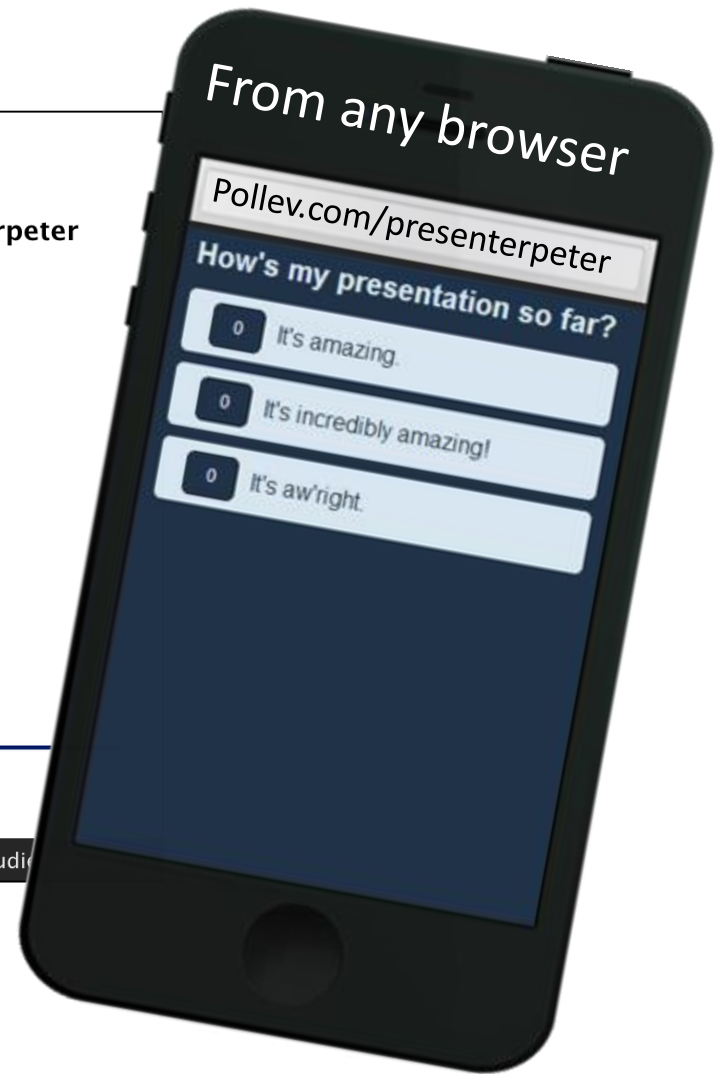 From any browser
Pollev.com/presenterpeter
rpeter
How's my presentation so far?
0 It's amazing.
0 It's incredibly amazing!
0 It's aw'right.
udie